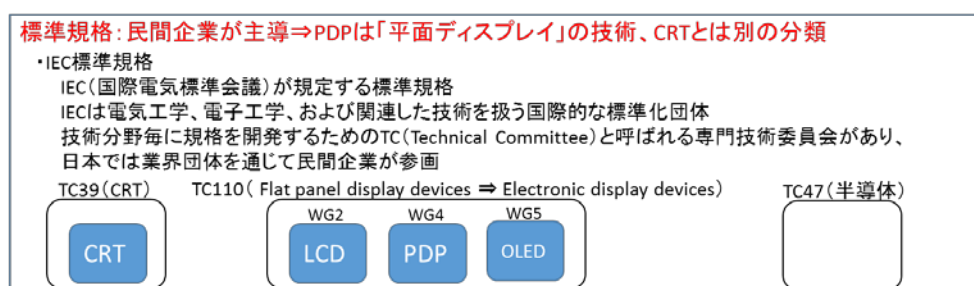 標準規格：民間企業が主導⇒PDPは「平面ディスプレイ」の技術、CRTとは別の分類
・IEC標準規格
IEC（国際電気標準会議）が規定する標準規格
IECは電気工学、電子工学、および関連した技術を扱う国際的な標準化団体
技術分野毎に規格を開発するためのTC（Technical Committee）と呼ばれる専門技術委員会があり、
日本では業界団体を通じて民間企業が参画
TC39（CRT） TC110（ Flat panel display devices ⇒ Electronic display devices） TC47（半導体）
WG2 WG4 WG5
CRT LCD PDP OLED